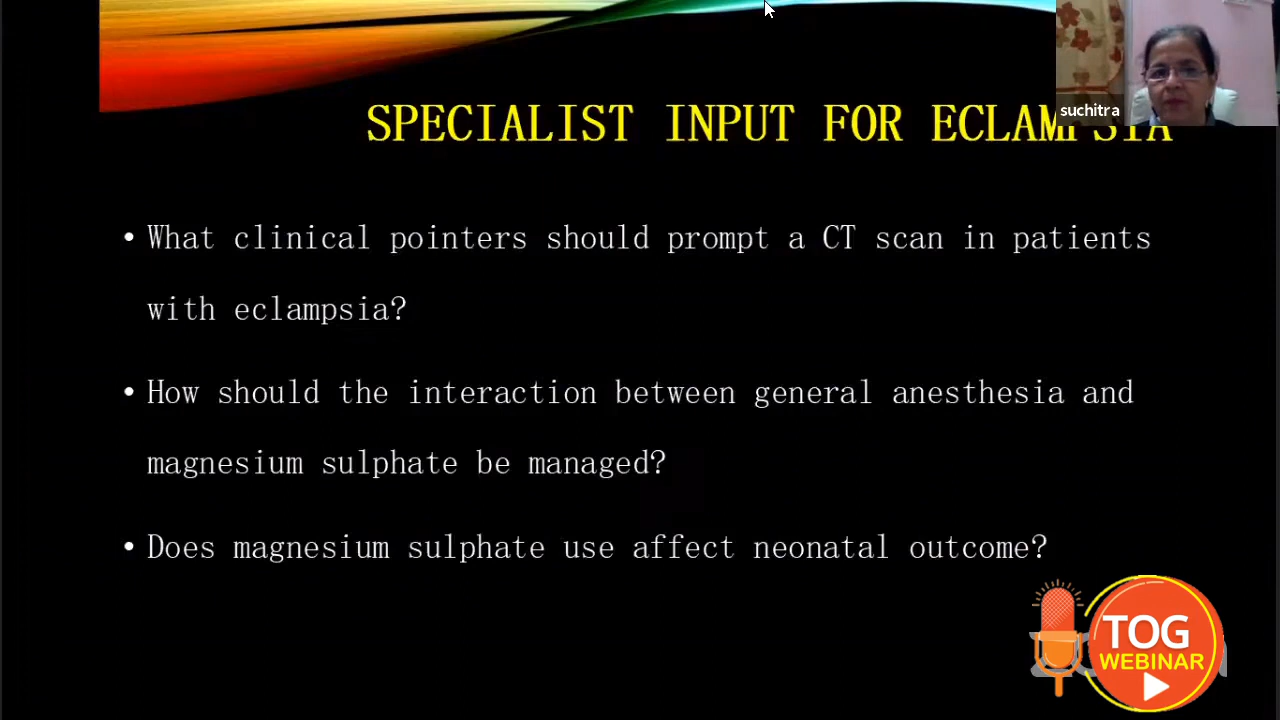 suchitra
SPECIALIST INPUT FOR ECLAMPSIA
• What clinical pointers should prompt a CT scan in patients
with eclampsia?
• How should the interaction between general anesthesia and
magnesium sulphate be managed?
• Does magnesium sulphate use affect neonatal outcome?
TOG
WEBINAR